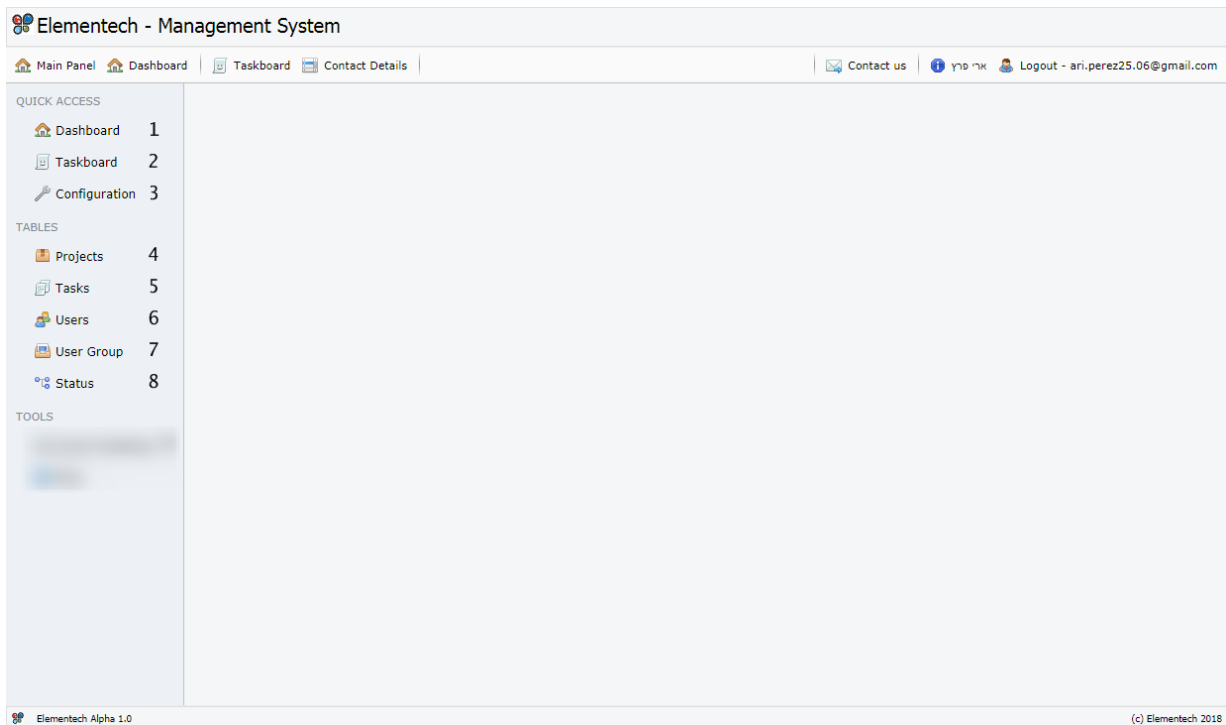 Elementech - Management System
Main Panel Dashboard Taskboard Contact Details Contact us ארי פרץ Logout - ari.perez25.06@gmail.com
QUICK ACCESS
Dashboard 1
Taskboard 2
Configuration 3
TABLES
Projects 4
Tasks 5
Users 6
User Group 7
Status 8
TOOLS
Elementech Alpha 1.0 (c) Elementech 2018